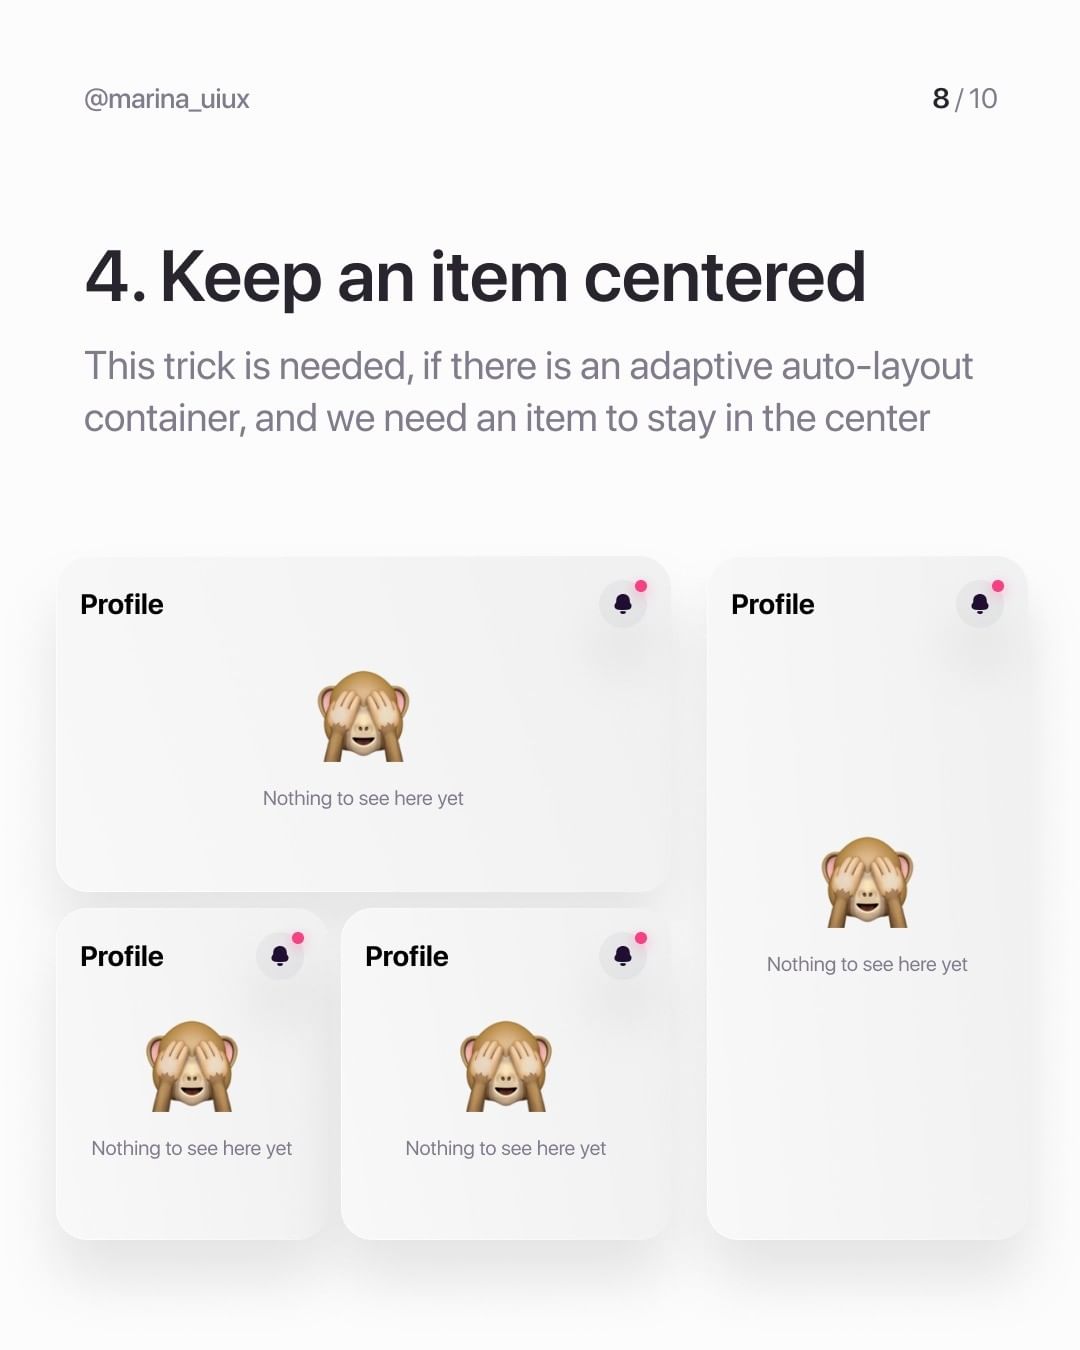 @marina_uiux
8 / 10
4. Keep an item centered
This trick is needed, if there is an adaptive auto-layout
container, and we need an item to stay in the center
Profile
Nothing to see here yet
Profile
Nothing to see here yet
Profile
Nothing to see here yet
Profile
Nothing to see here yet